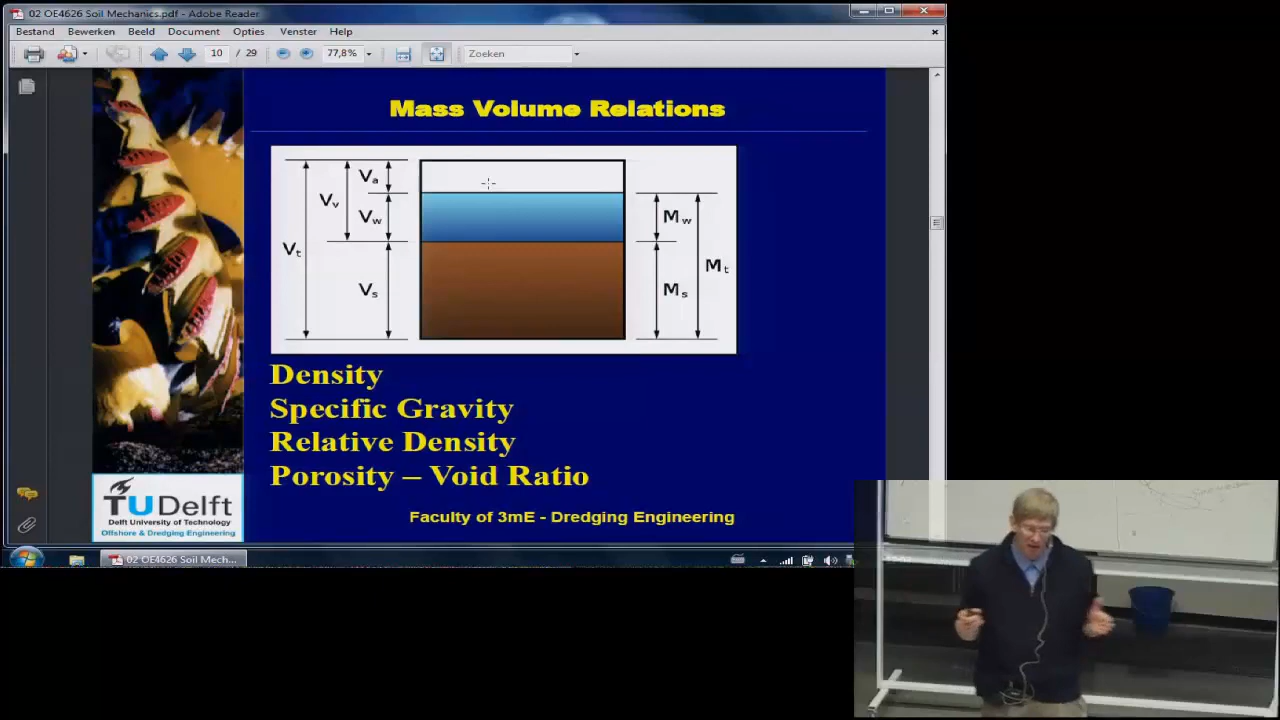 02 OE4626 Soil Mechanics.pdf - Adobe Reader
Bestand Bewerken Beeld Document Opties Venster Help
10 / 29 77,8% Zoeken
Mass Volume Relations
Va
Vv
Vw
Vt
Vs
Mw
Mt
Ms
Density
Specific Gravity
Relative Density
Porosity – Void Ratio
TU Delft
Delft University of Technology
Offshore & Dredging Engineering
Faculty of 3mE - Dredging Engineering
02 OE4626 Soil Mech...